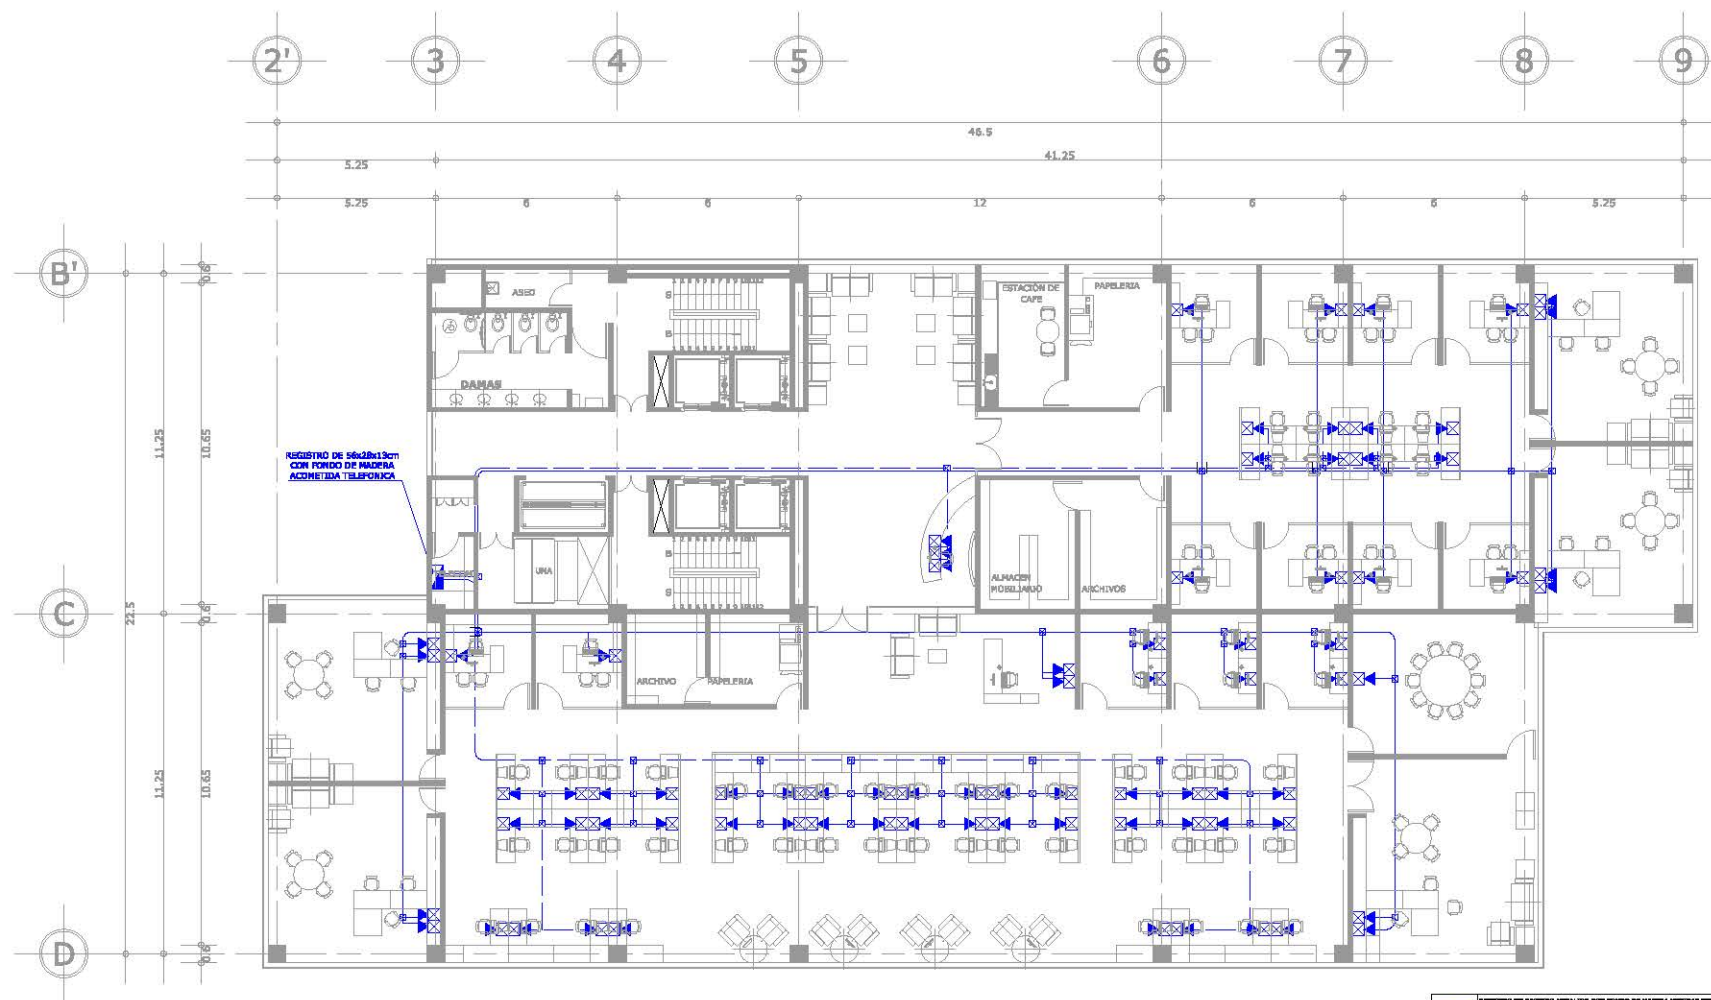 2' 3 4 5 6 7 8 9
46.5
5.25 41.25
5.25 6 6 12 6 6 5.25
B'
0.6
ASEO
S
ESTACIÓN DE
CAFE
PAPELERIA
B
DAMAS
11.25 10.65
REGISTRO DE 56x28x13cm
CON FONDO DE MADERA
ACOMETIDA TELEFONICA
B
UMA
ALMACEN
MOBILIARIO
ARCHIVOS
S
C
22.5
0.6
ARCHIVO PAPELERIA
11.25 10.65
D
0.6